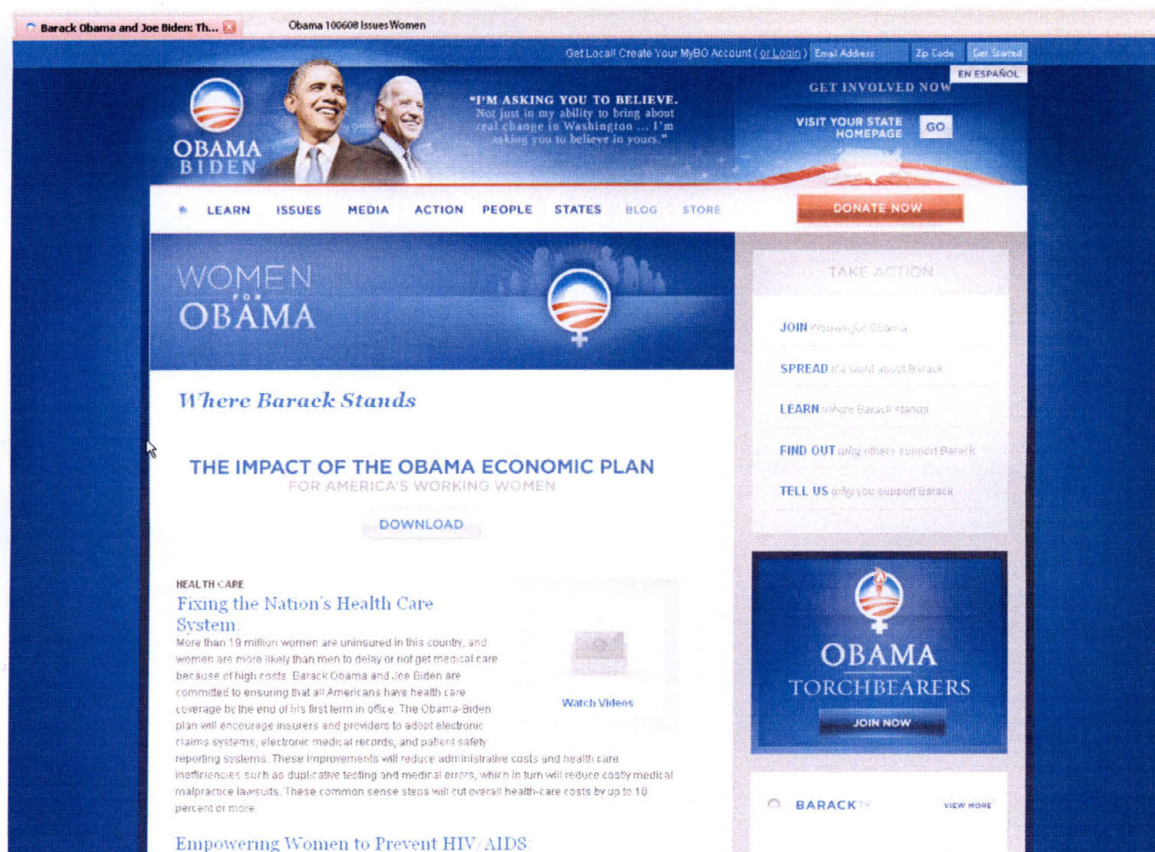 Barack Obama and Joe Biden: Th...
Obama 100608 Issues Women
Get Local! Create Your MyBO Account ( or Login ) Email Address Zip Code Get Started
EN ESPAÑOL
OBAMA
BIDEN
"I'M ASKING YOU TO BELIEVE.
Not just in my ability to bring about
real change in Washington ... I'm
asking you to believe in yours."
GET INVOLVED NOW
VISIT YOUR STATE
HOMEPAGE
GO
LEARN ISSUES MEDIA ACTION PEOPLE STATES BLOG STORE
DONATE NOW
WOMEN
FOR
OBAMA
Where Barack Stands
THE IMPACT OF THE OBAMA ECONOMIC PLAN
FOR AMERICA'S WORKING WOMEN
DOWNLOAD
HEALTH CARE
Fixing the Nation's Health Care
System
More than 19 million women are uninsured in this country, and
women are more likely than men to delay or not get medical care
because of high costs. Barack Obama and Joe Biden are
committed to ensuring that all Americans have health care
coverage by the end of his first term in office. The Obama-Biden
plan will encourage insurers and providers to adopt electronic
claims systems, electronic medical records, and patient safety
reporting systems. These improvements will reduce administrative costs and health care
inefficiencies such as duplicative testing and medical errors, which in turn will reduce costly medical
malpractice lawsuits. These common sense steps will cut overall health-care costs by up to 10
percent or more.
Watch Videos
Empowering Women to Prevent HIV/AIDS
TAKE ACTION
JOIN Women for Obama
SPREAD the word about Barack
LEARN where Barack stands
FIND OUT why others support Barack
TELL US why you support Barack
OBAMA
TORCHBEARERS
JOIN NOW
BARACKTV
VIEW MORE